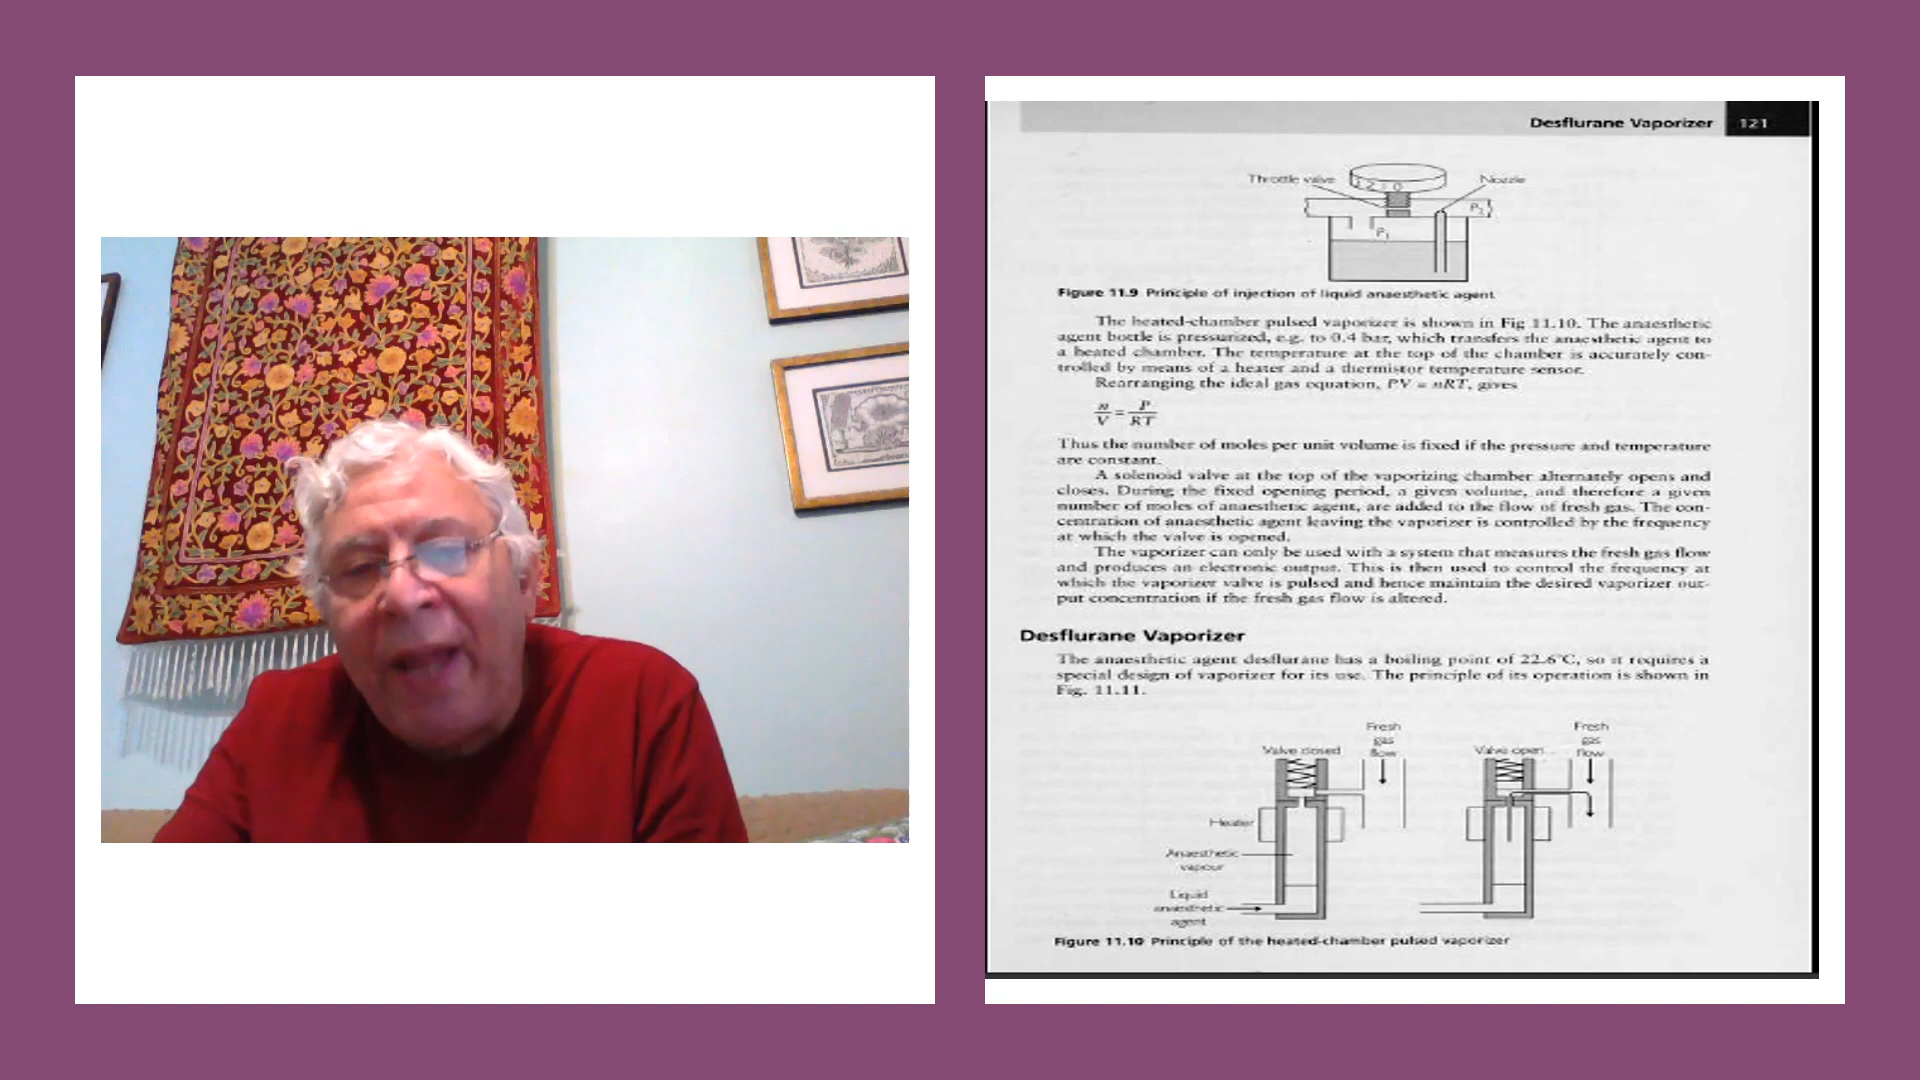 Desflurane Vaporizer 121
Throttle valve
Nozzle
P2
P1
Figure 11.9 Principle of injection of liquid anaesthetic agent
The heated-chamber pulsed vaporizer is shown in Fig 11.10. The anaesthetic
agent bottle is pressurized, e.g. to 0.4 bar, which transfers the anaesthetic agent to
a heated chamber. The temperature at the top of the chamber is accurately con-
trolled by means of a heater and a thermistor temperature sensor.
Rearranging the ideal gas equation, PV = nRT, gives
n/V = P/RT
Thus the number of moles per unit volume is fixed if the pressure and temperature
are constant.
A solenoid valve at the top of the vaporizing chamber alternately opens and
closes. During the fixed opening period, a given volume, and therefore a given
number of moles of anaesthetic agent, are added to the flow of fresh gas. The con-
centration of anaesthetic agent leaving the vaporizer is controlled by the frequency
at which the valve is opened.
The vaporizer can only be used with a system that measures the fresh gas flow
and produces an electronic output. This is then used to control the frequency at
which the vaporizer valve is pulsed and hence maintain the desired vaporizer out-
put concentration if the fresh gas flow is altered.
Desflurane Vaporizer
The anaesthetic agent desflurane has a boiling point of 22.6°C, so it requires a
special design of vaporizer for its use. The principle of its operation is shown in
Fig. 11.11.
Valve closed
Fresh
gas
flow
Valve open
Fresh
gas
flow
Heater
Anaesthetic
vapour
Liquid
anaesthetic
agent
Figure 11.10 Principle of the heated-chamber pulsed vaporizer